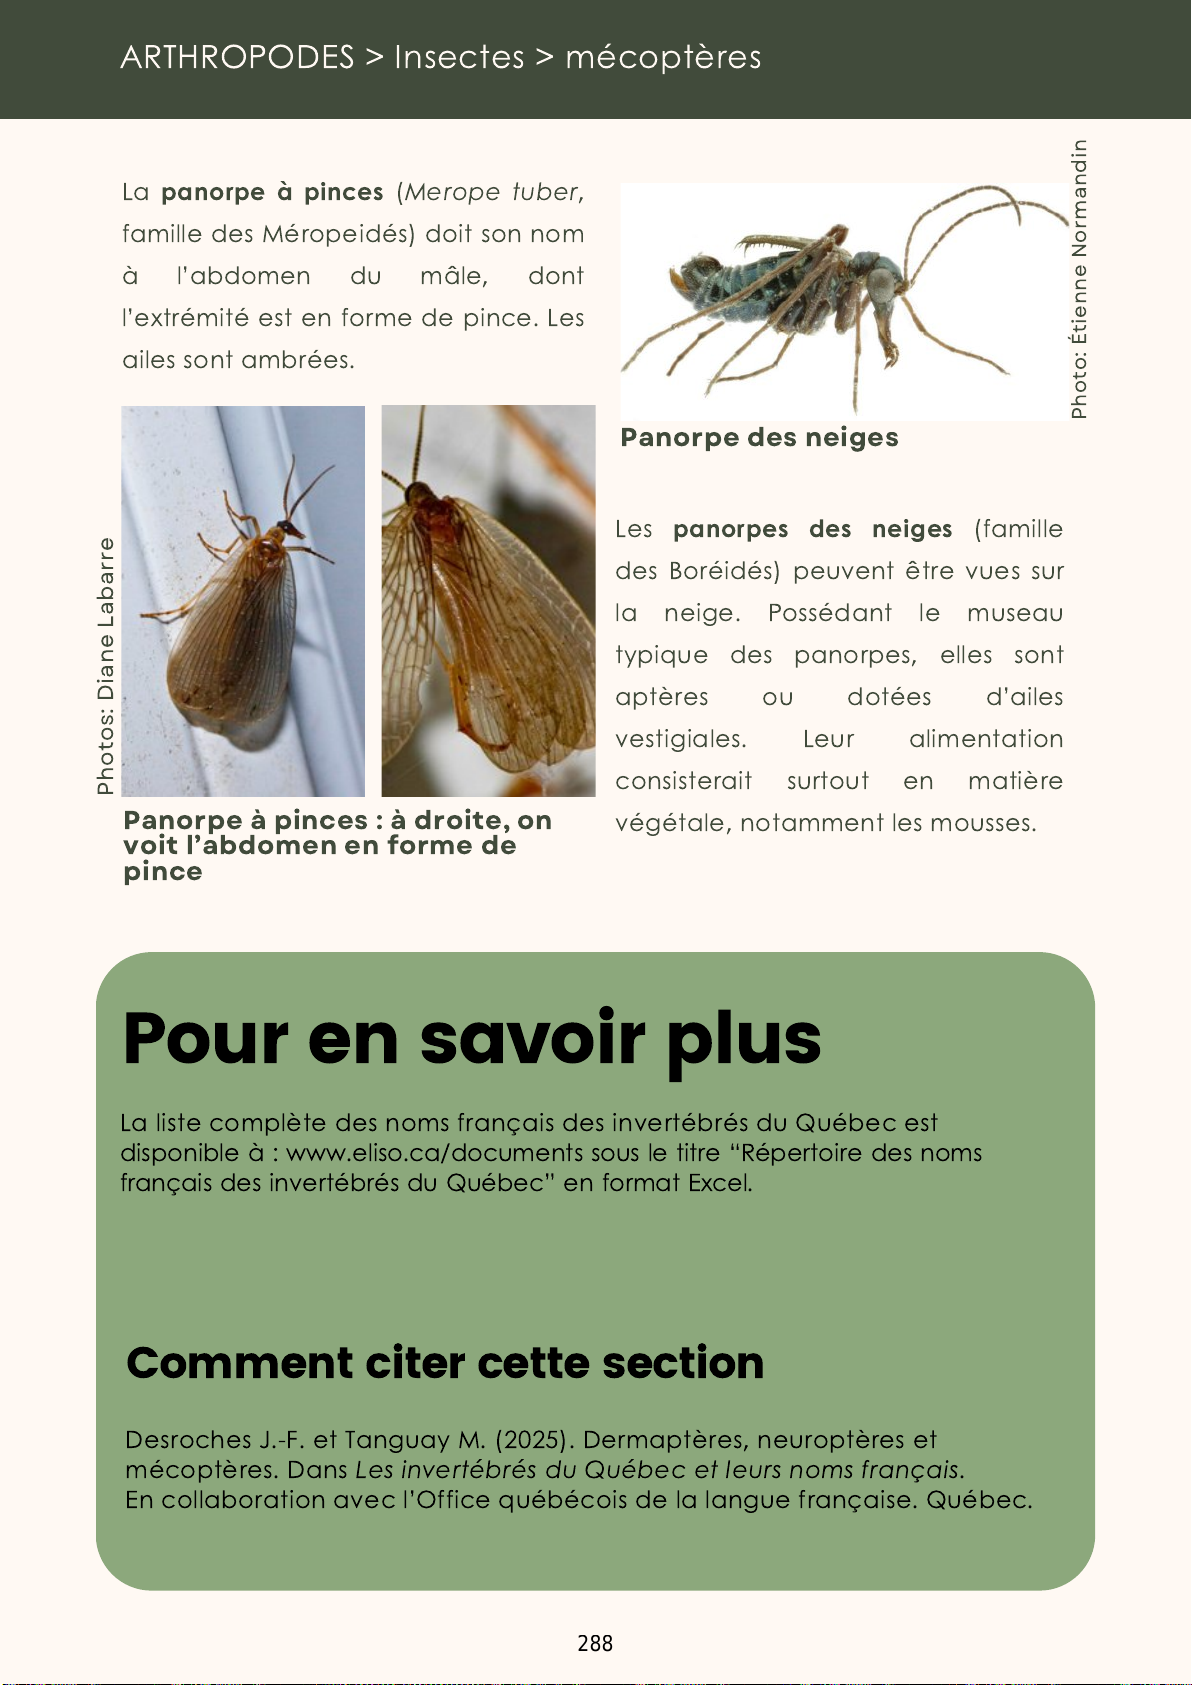 ARTHROPODES > Insectes > mécoptères
La panorpe à pinces (Merope tuber,
famille des Méropeidés) doit son nom
à l’abdomen du mâle, dont
l’extrémité est en forme de pince. Les
ailes sont ambrées.
Photos: Diane Labarre
Panorpe à pinces : à droite, on
voit l’abdomen en forme de
pince
Photo: Étienne Normandin
Panorpe des neiges
Les panorpes des neiges (famille
des Boréidés) peuvent être vues sur
la neige. Possédant le museau
typique des panorpes, elles sont
aptères ou dotées d’ailes
vestigiales. Leur alimentation
consisterait surtout en matière
végétale, notamment les mousses.
Pour en savoir plus
La liste complète des noms français des invertébrés du Québec est
disponible à : www.eliso.ca/documents sous le titre “Répertoire des noms
français des invertébrés du Québec” en format Excel.
Comment citer cette section
Desroches J.-F. et Tanguay M. (2025). Dermaptères, neuroptères et
mécoptères. Dans Les invertébrés du Québec et leurs noms français.
En collaboration avec l’Office québécois de la langue française. Québec.
288